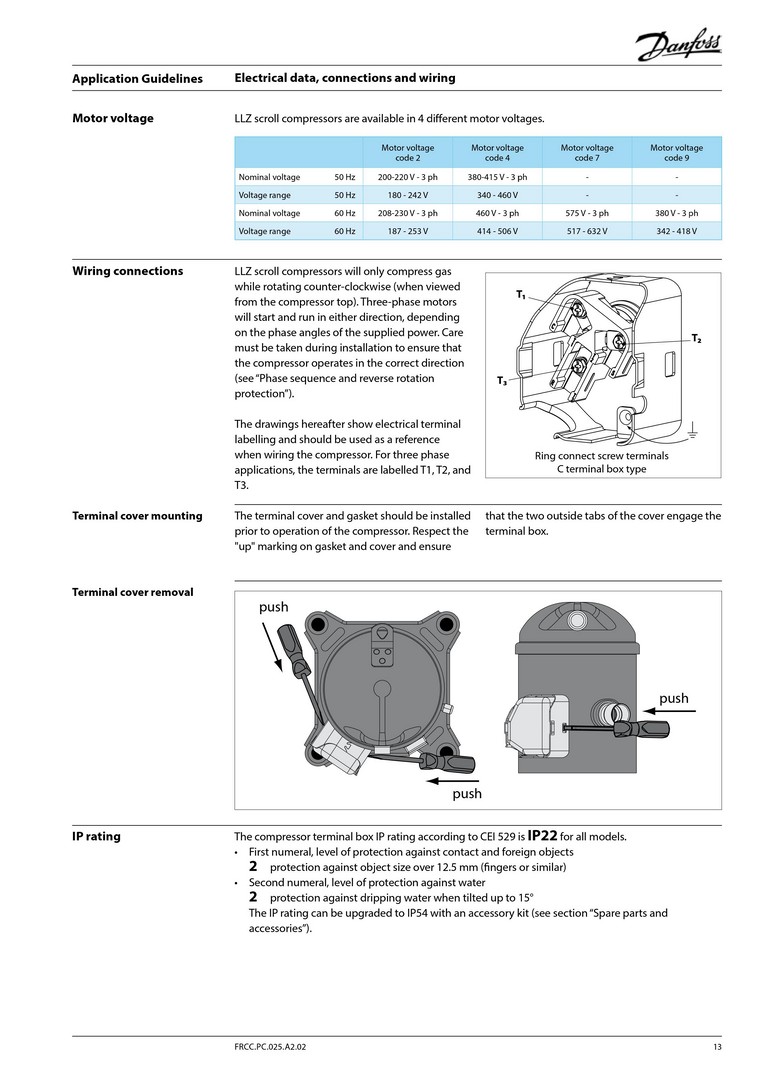 Danfoss
Application Guidelines
Electrical data, connections and wiring
Motor voltage
LLZ scroll compressors are available in 4 different motor voltages.
Motor voltage code 2 Motor voltage code 4 Motor voltage code 7 Motor voltage code 9
Nominal voltage 50 Hz 200-220 V - 3 ph 380-415 V - 3 ph - -
Voltage range 50 Hz 180 - 242 V 340 - 460 V - -
Nominal voltage 60 Hz 208-230 V - 3 ph 460 V - 3 ph 575 V - 3 ph 380 V - 3 ph
Voltage range 60 Hz 187 - 253 V 414 - 506 V 517 - 632 V 342 - 418 V
Wiring connections
LLZ scroll compressors will only compress gas
while rotating counter-clockwise (when viewed
from the compressor top). Three-phase motors
will start and run in either direction, depending
on the phase angles of the supplied power. Care
must be taken during installation to ensure that
the compressor operates in the correct direction
(see "Phase sequence and reverse rotation
protection").
The drawings hereafter show electrical terminal
labelling and should be used as a reference
when wiring the compressor. For three phase
applications, the terminals are labelled T1, T2, and
T3.
T1
T2
T3
Ring connect screw terminals
C terminal box type
Terminal cover mounting
The terminal cover and gasket should be installed
prior to operation of the compressor. Respect the
"up" marking on gasket and cover and ensure
that the two outside tabs of the cover engage the
terminal box.
Terminal cover removal
push
push
push
IP rating
The compressor terminal box IP rating according to CEI 529 is IP22 for all models.
• First numeral, level of protection against contact and foreign objects
2 protection against object size over 12.5 mm (fingers or similar)
• Second numeral, level of protection against water
2 protection against dripping water when tilted up to 15°
The IP rating can be upgraded to IP54 with an accessory kit (see section "Spare parts and
accessories").
FRCC.PC.025.A2.02
13